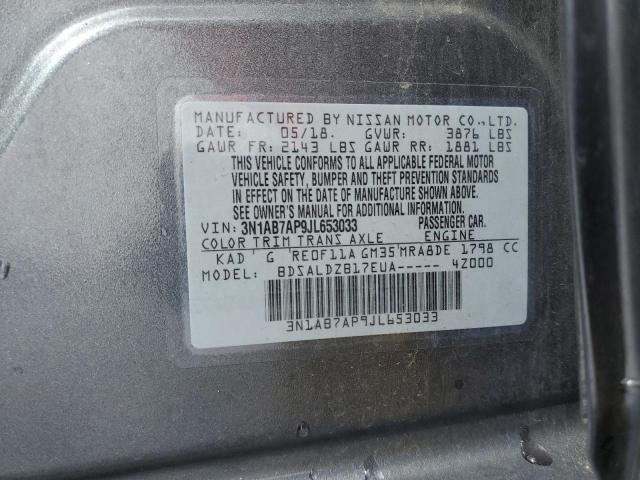 MANUFACTURED BY NISSAN MOTOR CO.,LTD.
DATE: 05/18. GVWR: 3876 LBS
GAWR FR: 2143 LBS GAWR RR: 1881 LBS
THIS VEHICLE CONFORMS TO ALL APPLICABLE FEDERAL MOTOR
VEHICLE SAFETY, BUMPER AND THEFT PREVENTION STANDARDS
IN EFFECT ON THE DATE OF MANUFACTURE SHOWN ABOVE.
SEE OWNER'S MANUAL FOR ADDITIONAL INFORMATION.
VIN: 3N1AB7AP9JL653033 PASSENGER CAR.
COLOR TRIM TRANS AXLE ENGINE
KAD G RE0F11A GM35 MRA8DE 1798 CC
MODEL: BDSALDZB17EUA----- 42000
3N1AB7AP9JL653033